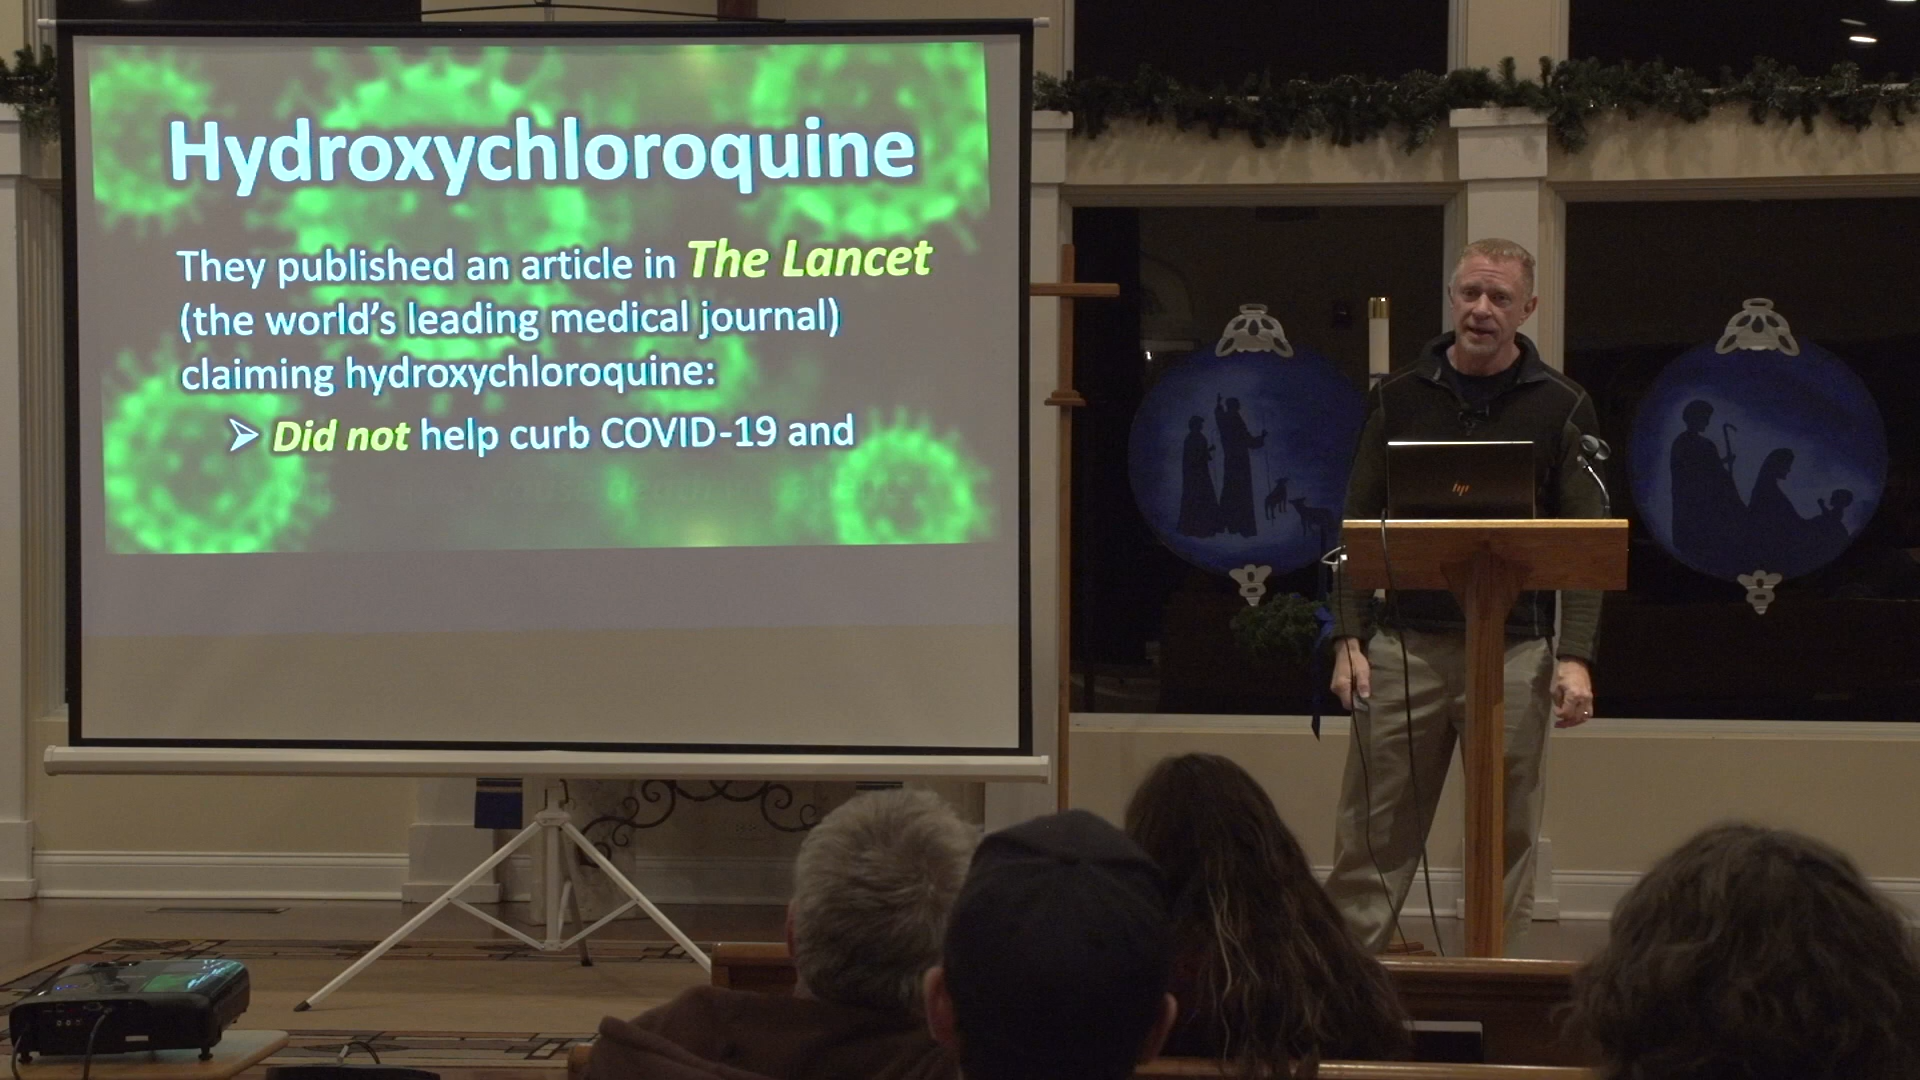 Hydroxychloroquine
They published an article in The Lancet
(the world's leading medical journal)
claiming hydroxychloroquine:
➢ Did not help curb COVID-19 and
hp